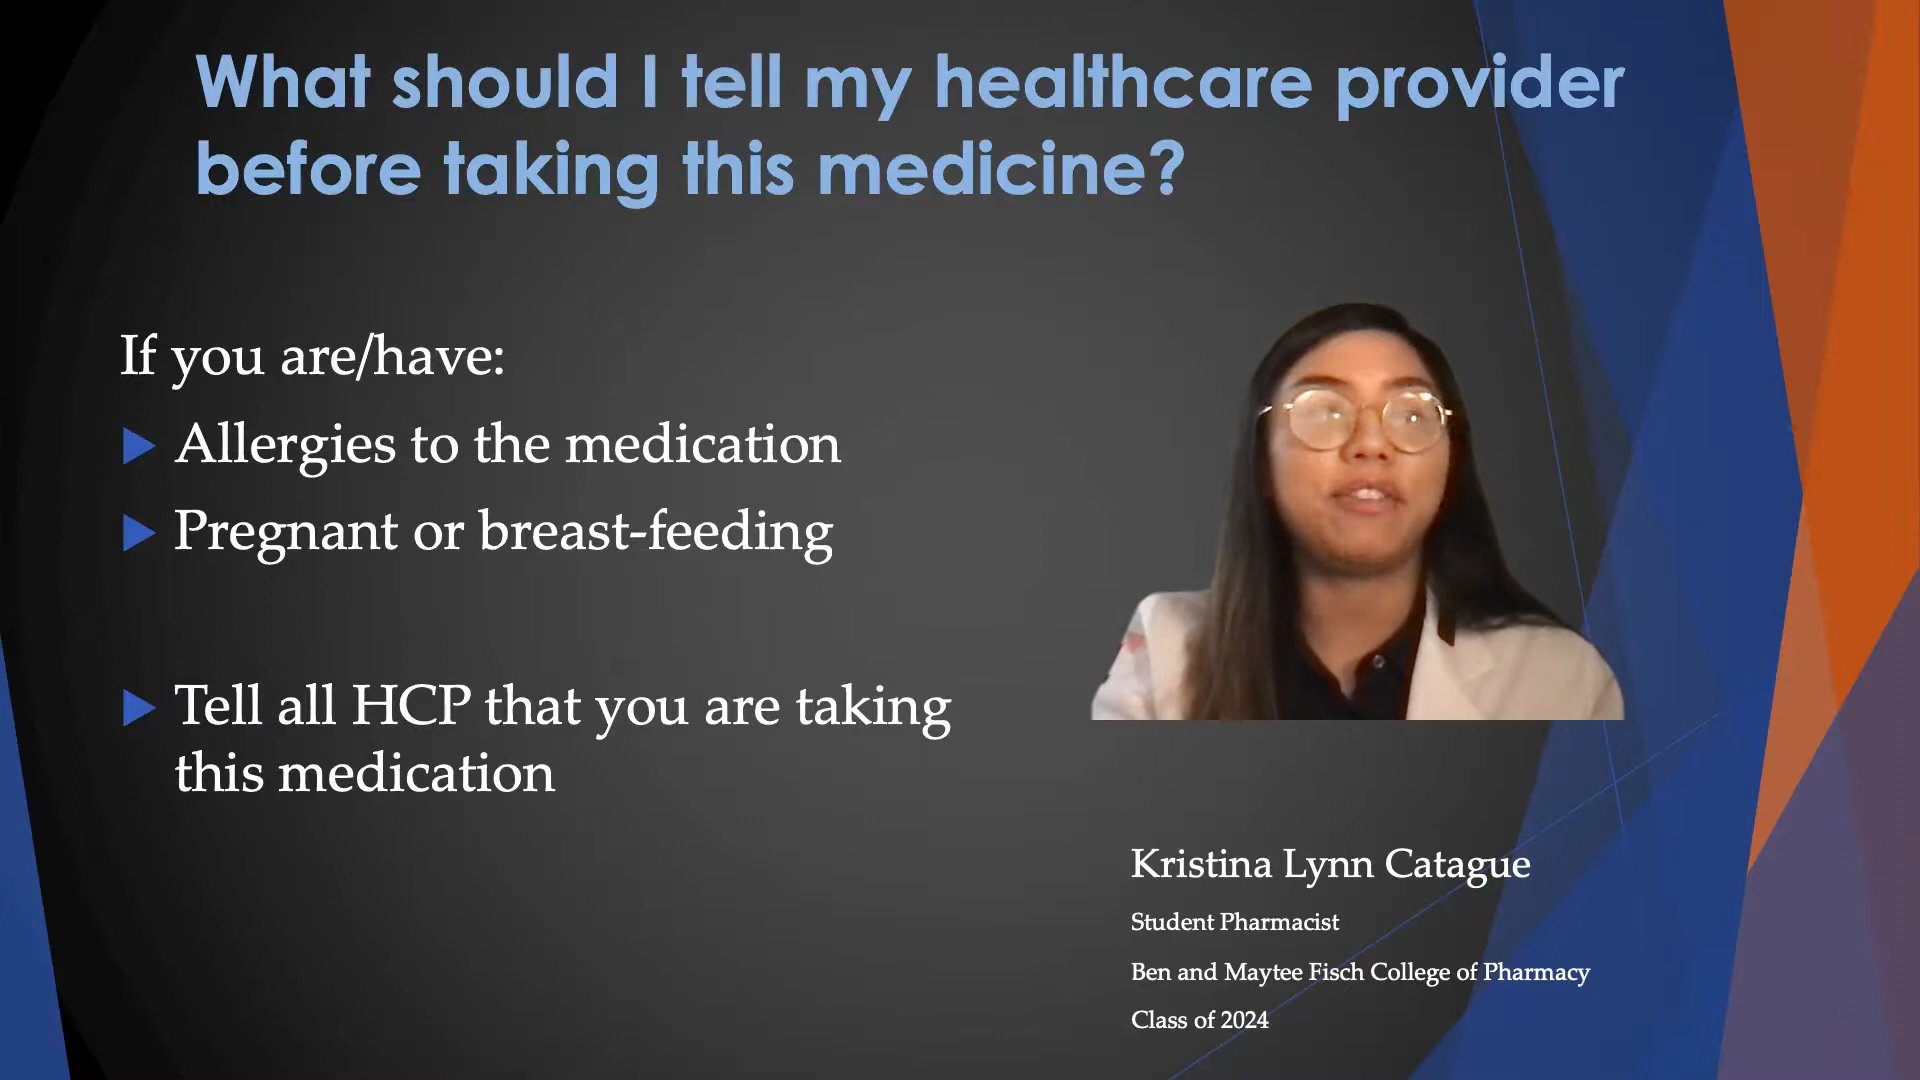 What should I tell my healthcare provider
before taking this medicine?
If you are/have:
Allergies to the medication
Pregnant or breast-feeding
Tell all HCP that you are taking
this medication
Kristina Lynn Catague
Student Pharmacist
Ben and Maytee Fisch College of Pharmacy
Class of 2024